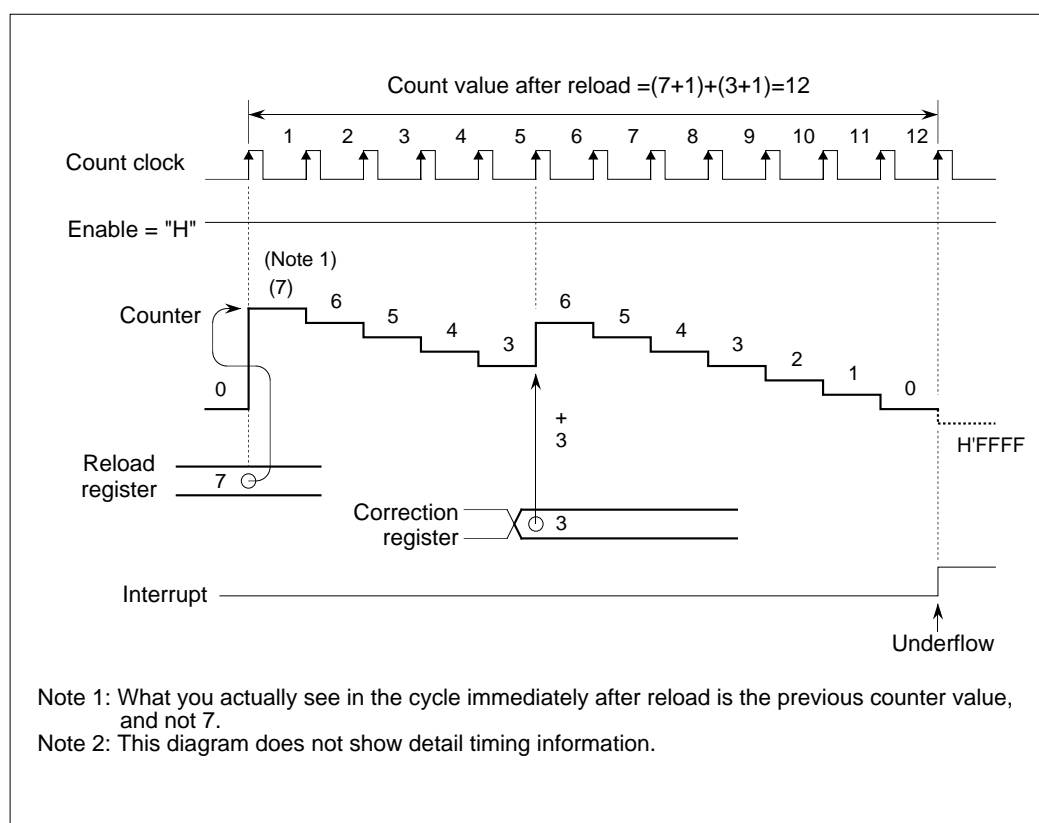 Count value after reload =(7+1)+(3+1)=12
1 2 3 4 5 6 7 8 9 10 11 12
Count clock
Enable = "H"
(Note 1)
(7) 6 5 4 3 6 5 4 3 2 1 0
Counter
0
+
3
H'FFFF
Reload
register
7
Correction
register
3
Interrupt
Underflow
Note 1: What you actually see in the cycle immediately after reload is the previous counter value,
and not 7.
Note 2: This diagram does not show detail timing information.